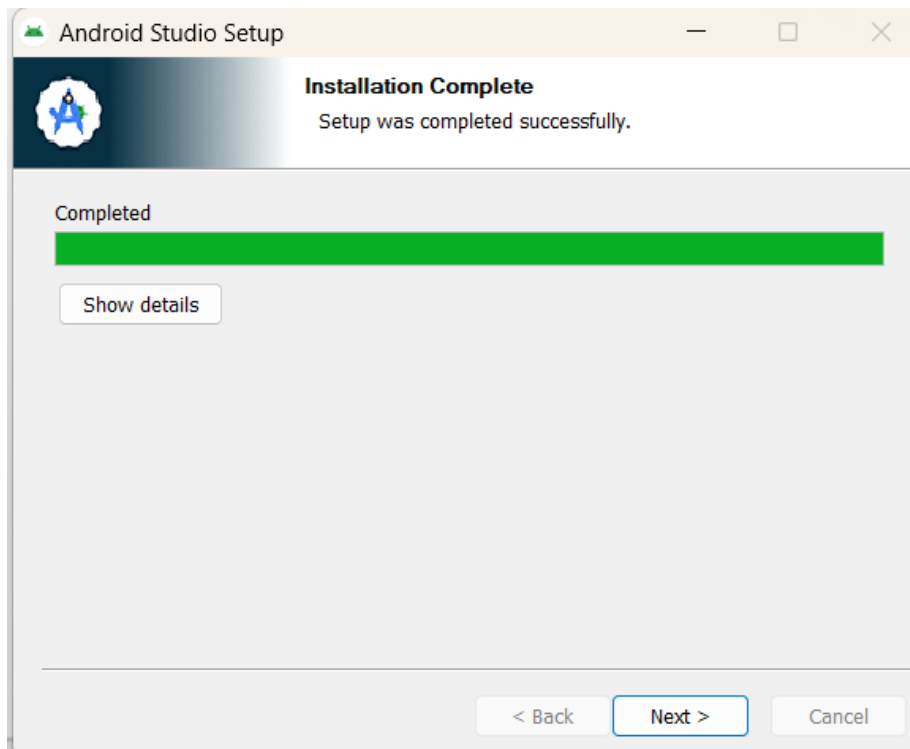 Android Studio Setup
Installation Complete
Setup was completed successfully.
Completed
Show details
< Back
Next >
Cancel